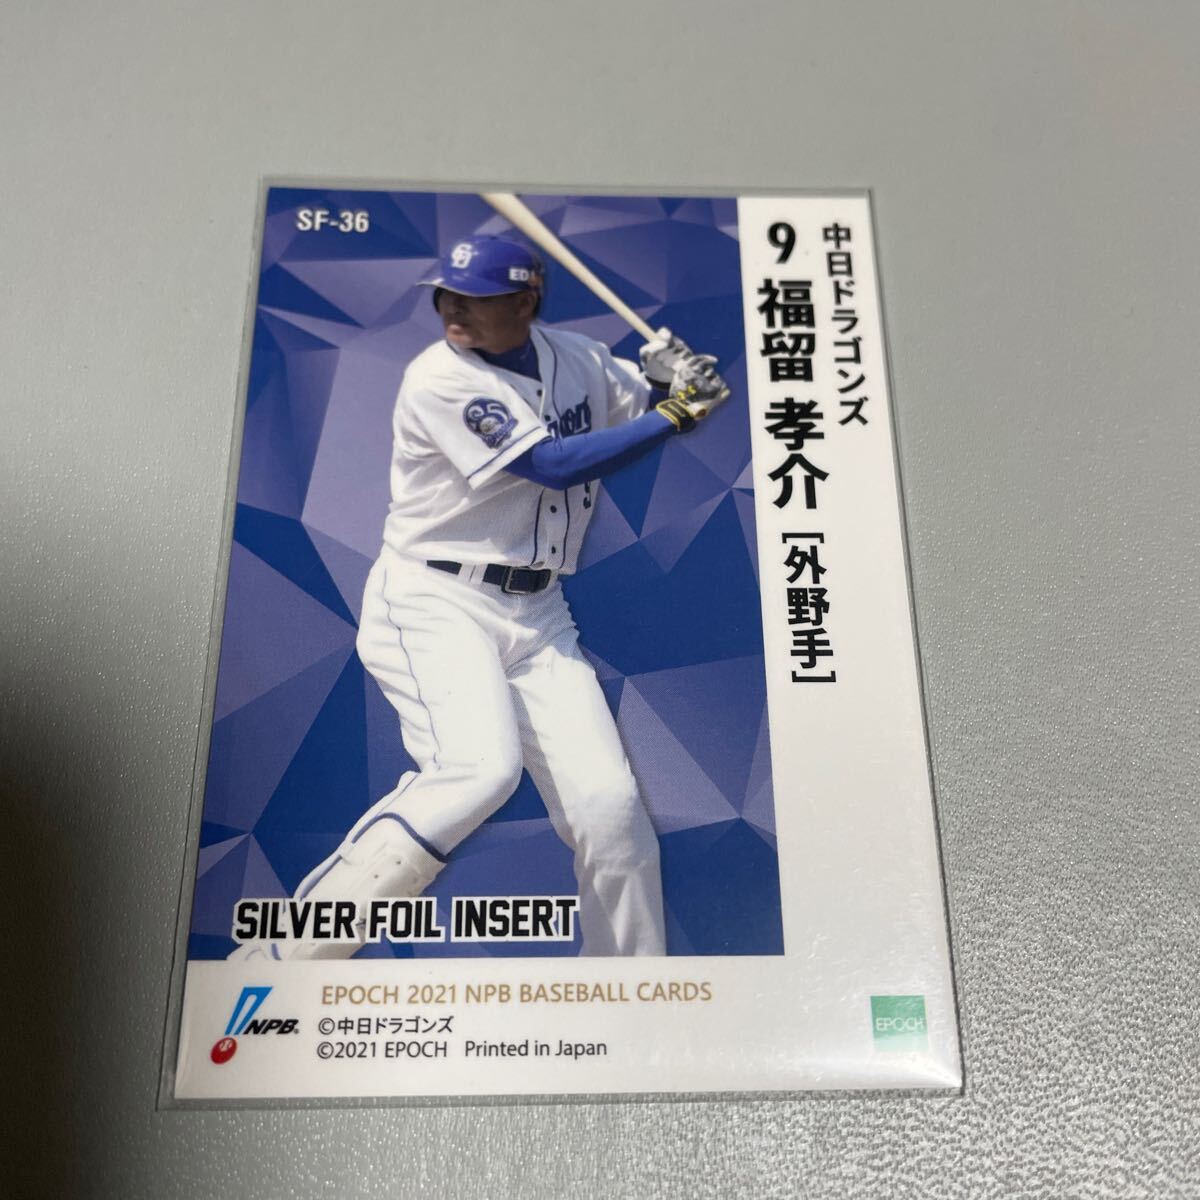 SF-36
中日ドラゴンズ
9 福留 孝介 [外野手]
ED
SILVER FOIL INSERT
EPOCH 2021 NPB BASEBALL CARDS
NPB
©中日ドラゴンズ
©2021 EPOCH Printed in Japan
EPOCH